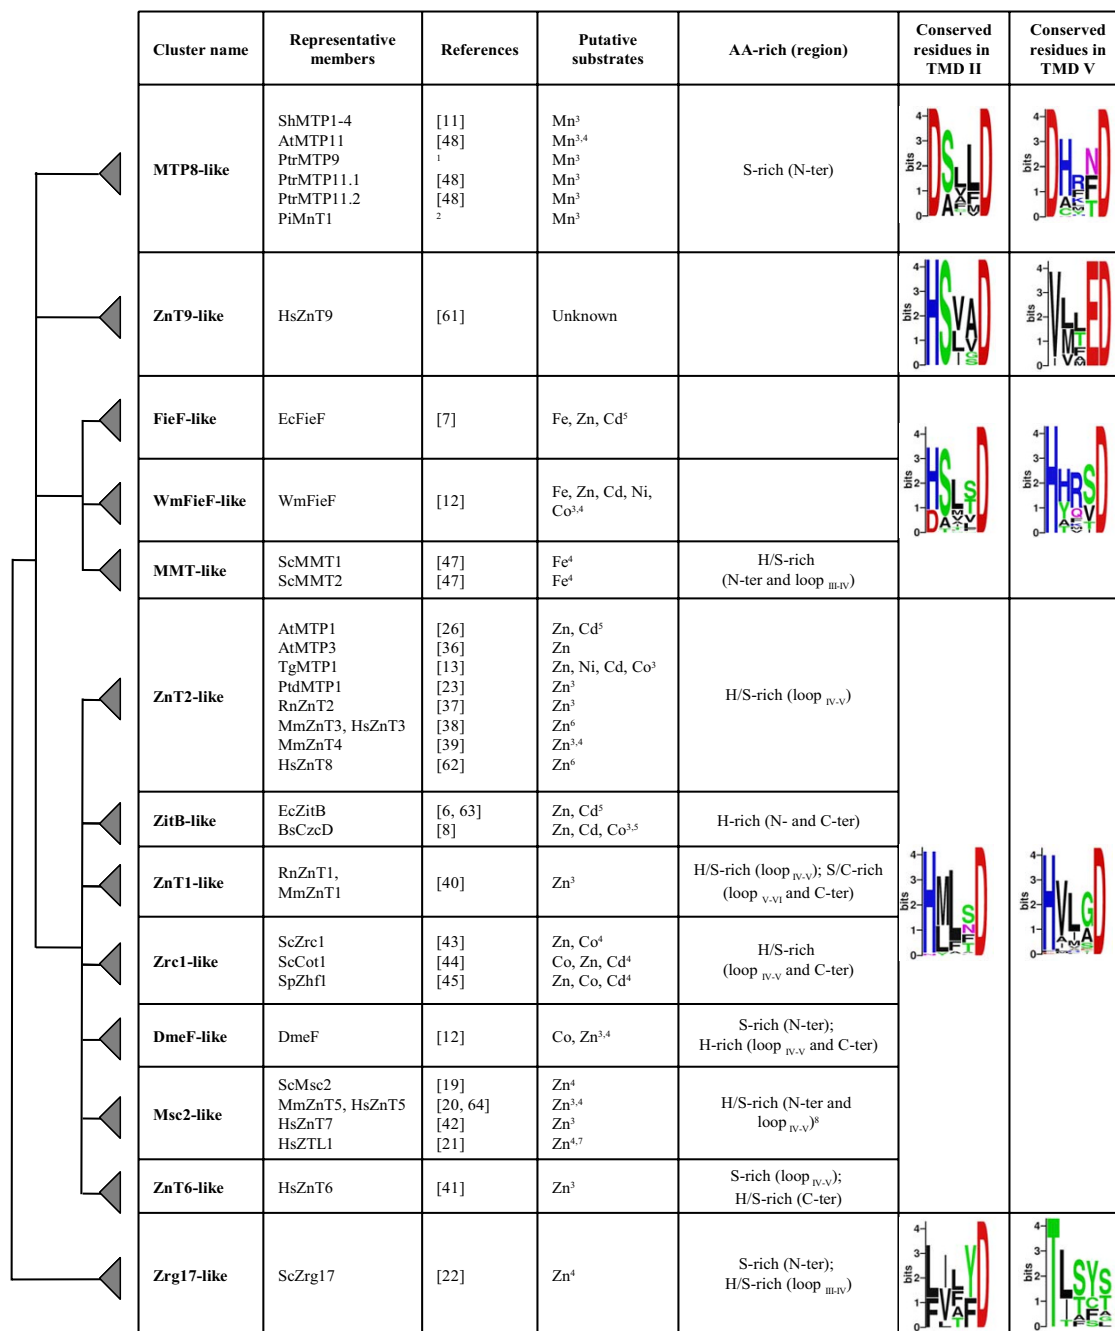 Cluster name
Representative members
References
Putative substrates
AA-rich (region)
Conserved residues in TMD II
Conserved residues in TMD V
MTP8-like
ShMTP1-4 [11] Mn³
AtMTP11 [48] Mn³,⁴
PtrMTP9 ¹ Mn³
PtrMTP11.1 [48] Mn³
PtrMTP11.2 [48] Mn³
PiMnT1 ² Mn³
S-rich (N-ter)
ZnT9-like
HsZnT9 [61] Unknown
FieF-like
EcFieF [7] Fe, Zn, Cd⁵
WmFieF-like
WmFieF [12] Fe, Zn, Cd, Ni,
Co³,⁴
MMT-like
ScMMT1 [47] Fe⁴
ScMMT2 [47] Fe⁴
H/S-rich
(N-ter and loop III-IV)
ZnT2-like
AtMTP1 [26] Zn, Cd⁵
AtMTP3 [36] Zn
TgMTP1 [13] Zn, Ni, Cd, Co³
PtdMTP1 [23] Zn³
RnZnT2 [37] Zn³
MmZnT3, HsZnT3 [38] Zn⁶
MmZnT4 [39] Zn³,⁴
HsZnT8 [62] Zn⁶
H/S-rich (loop IV-V)
ZitB-like
EcZitB [6, 63] Zn, Cd⁵
BsCzcD [8] Zn, Cd, Co³,⁵
H-rich (N- and C-ter)
ZnT1-like
RnZnT1,
MmZnT1
[40] Zn³
H/S-rich (loop IV-V); S/C-rich
(loop V-VI and C-ter)
Zrc1-like
ScZrc1 [43] Zn, Co⁴
ScCot1 [44] Co, Zn, Cd⁴
SpZhf1 [45] Zn, Co, Cd⁴
H/S-rich
(loop IV-V and C-ter)
DmeF-like
DmeF [12] Co, Zn³,⁴
S-rich (N-ter);
H-rich (loop IV-V and C-ter)
Msc2-like
ScMsc2 [19] Zn⁴
MmZnT5, HsZnT5 [20, 64] Zn³,⁴
HsZnT7 [42] Zn³
HsZTL1 [21] Zn⁴,⁷
H/S-rich (N-ter and
loop IV-V)⁸
ZnT6-like
HsZnT6 [41] Zn³
S-rich (loop IV-V);
H/S-rich (C-ter)
Zrg17-like
ScZrg17 [22] Zn⁴
S-rich (N-ter);
H/S-rich (loop III-IV)